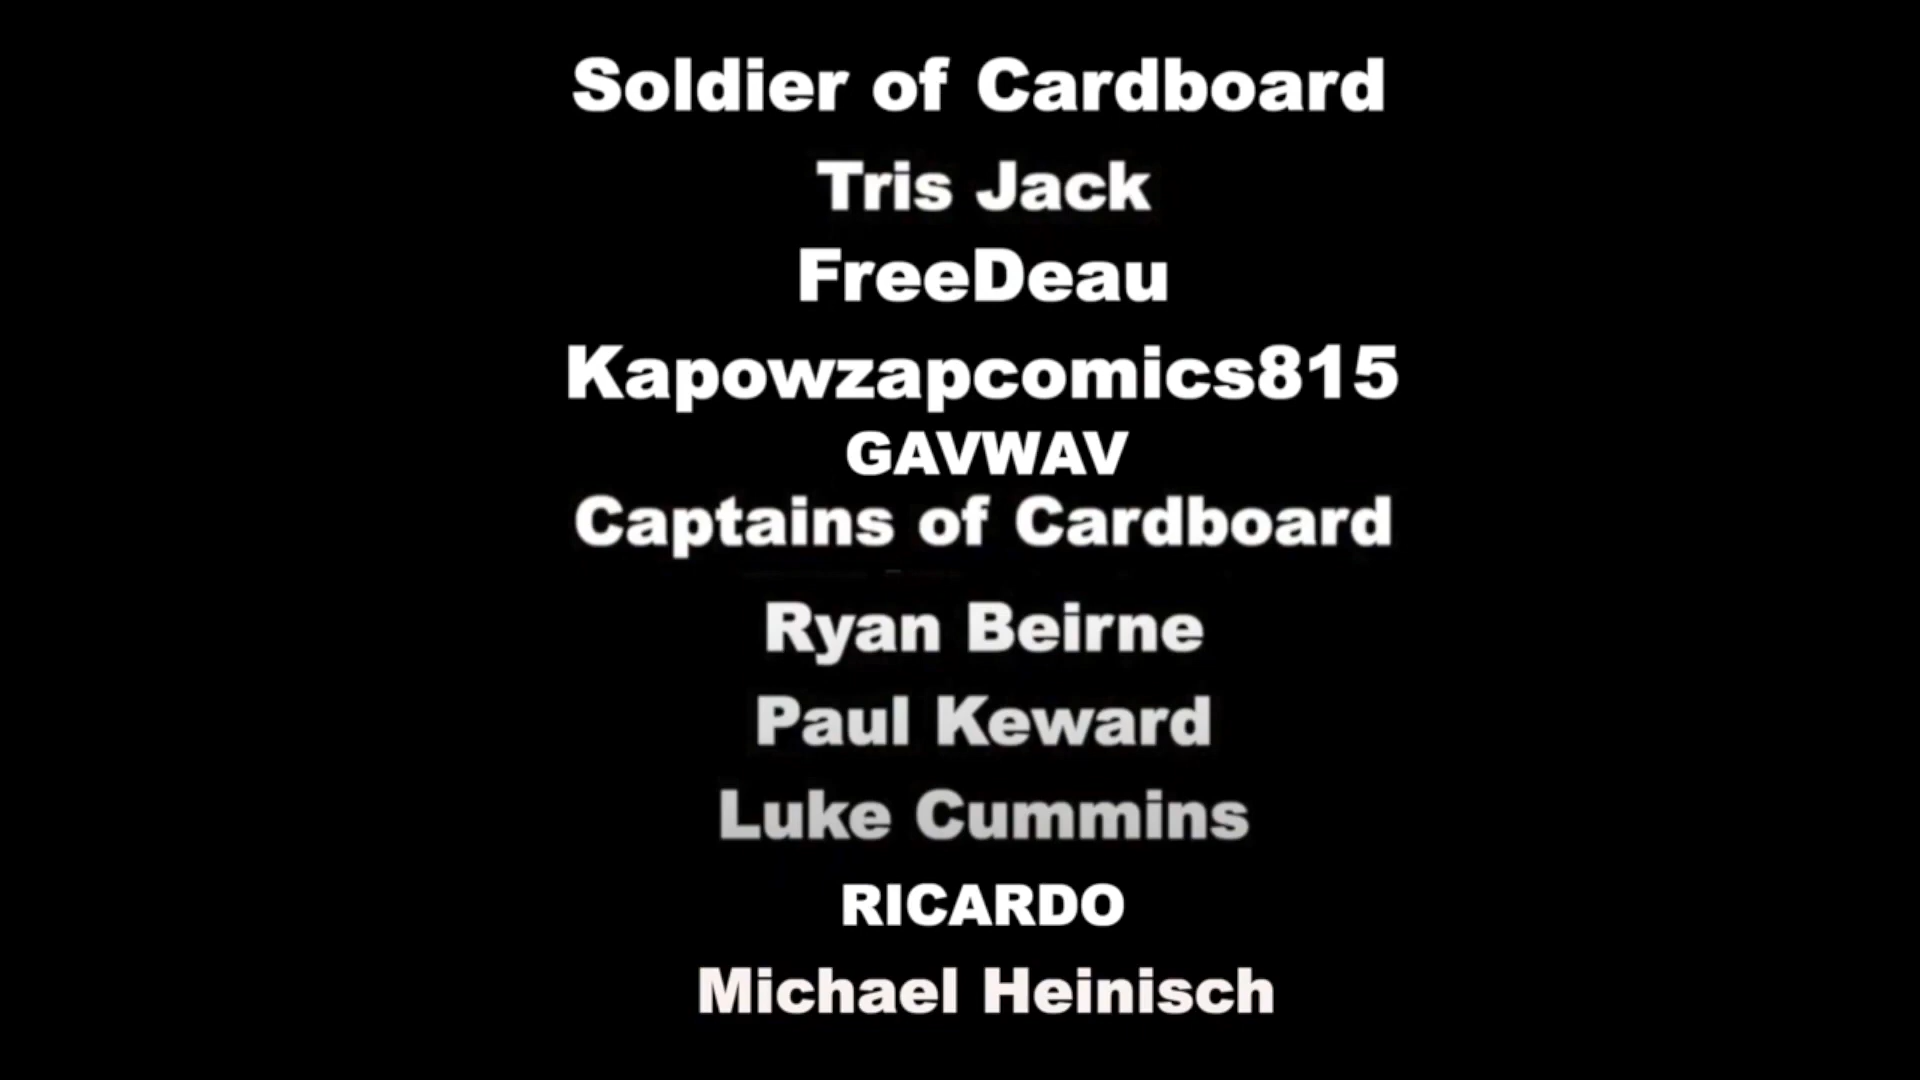 Soldier of Cardboard
Tris Jack
FreeDeau
Kapowzapcomics815
GAVWAV
Captains of Cardboard
Ryan Beirne
Paul Keward
Luke Cummins
RICARDO
Michael Heinisch